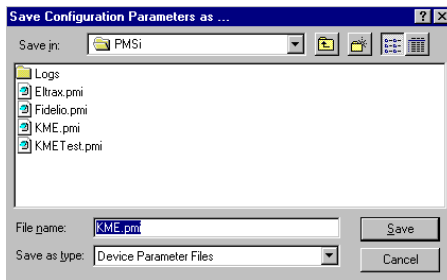 Save Configuration Parameters as ...
Save in: PMSi
Logs
Eltrax.pmi
Fidelio.pmi
KME.pmi
KMETest.pmi
File name: KME.pmi Save
Save as type: Device Parameter Files Cancel